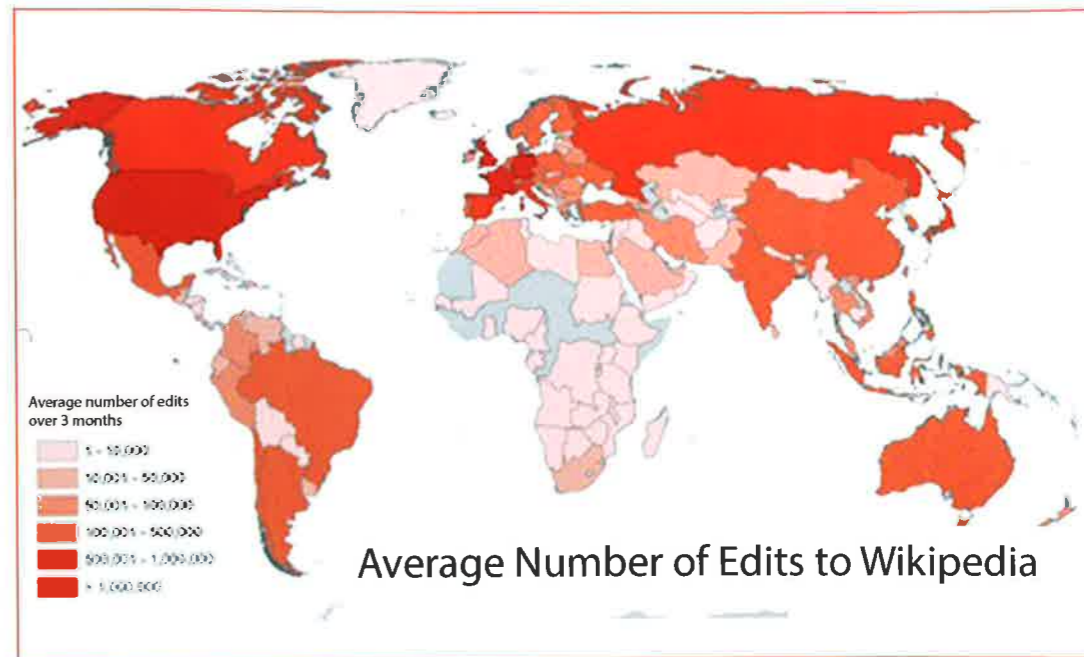 Average number of edits
over 3 months
1 - 10,000
10,001 - 50,000
50,001 - 100,000
100,001 - 500,000
500,001 - 1,000,000
> 1,000,000
Average Number of Edits to Wikipedia